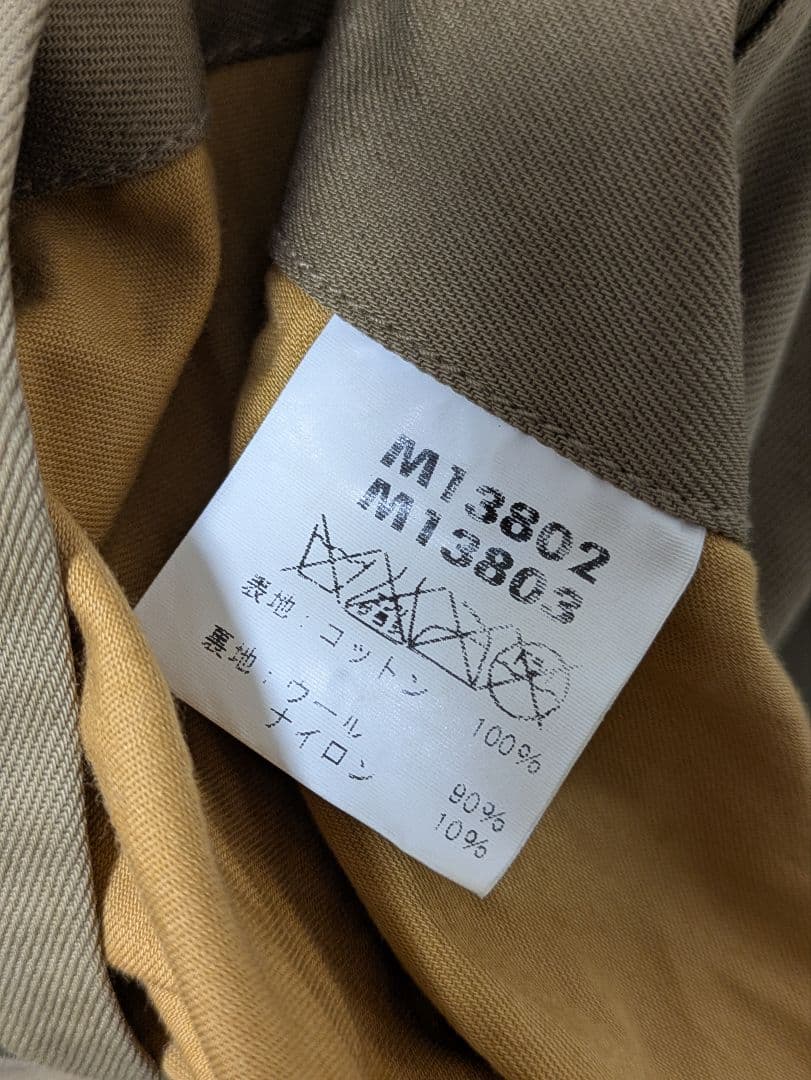 M13802
M13803
表地：コットン 100%
裏地：ウール 90%
ナイロン 10%